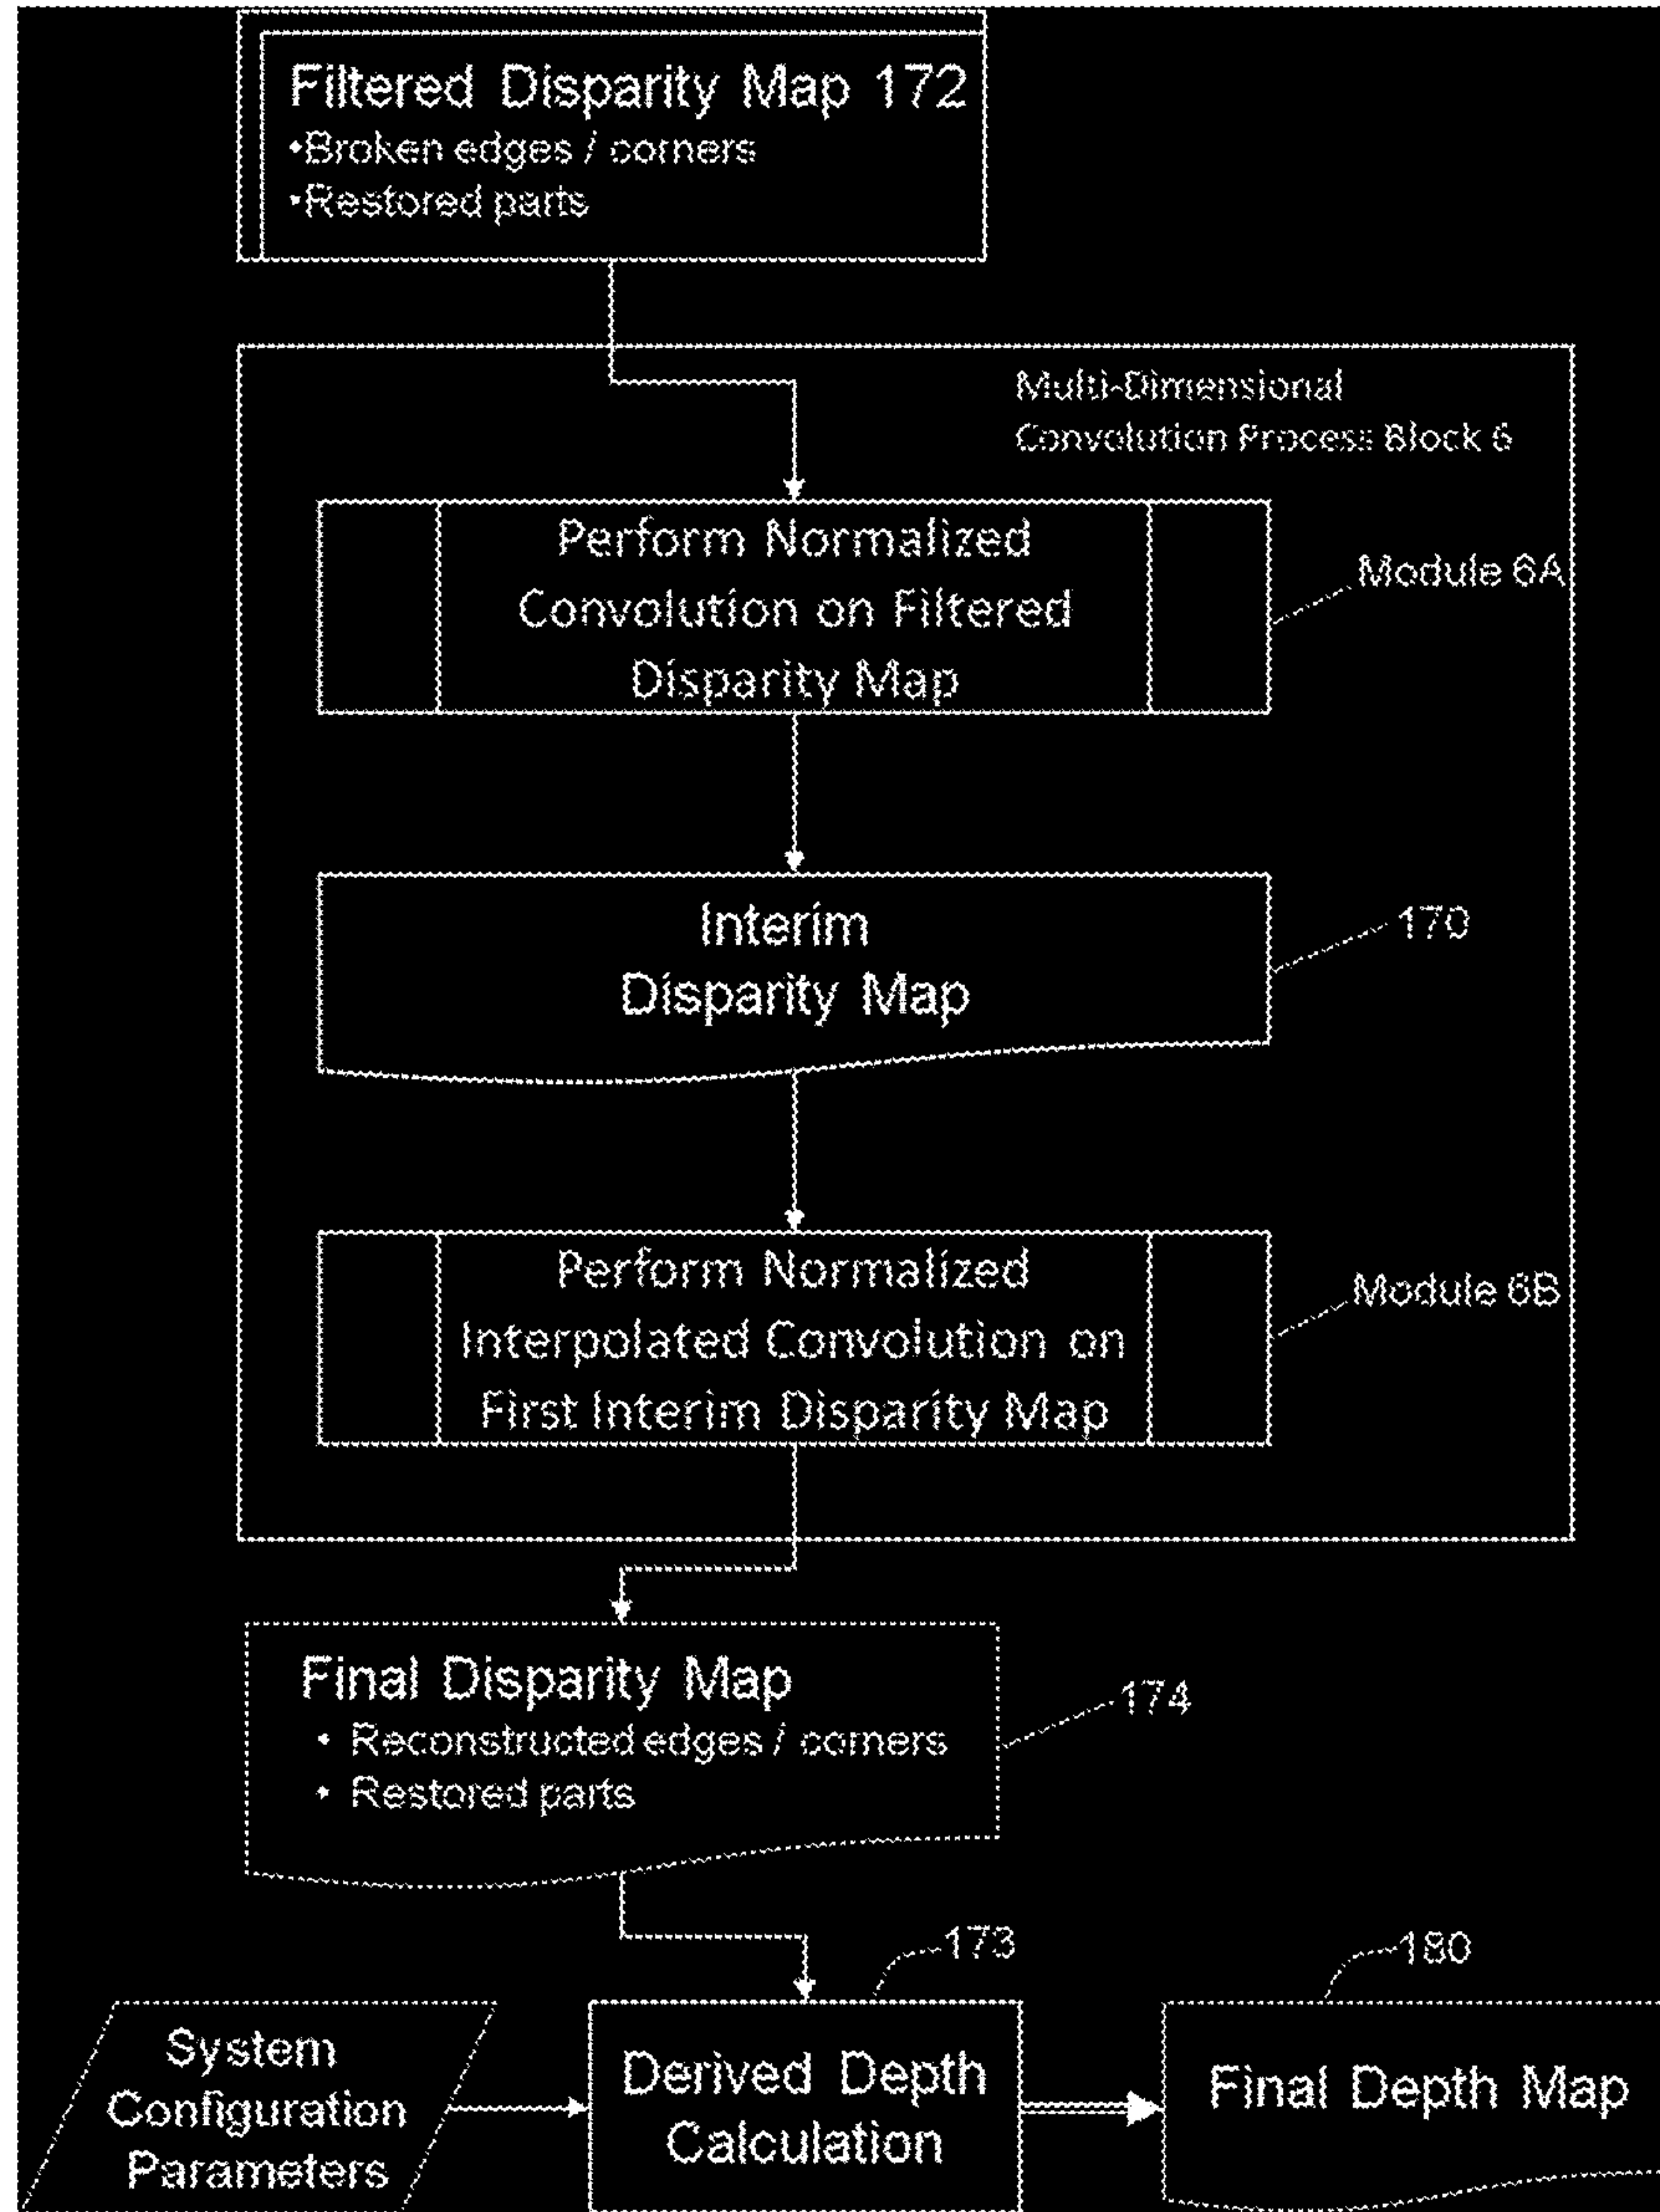 Filtered Disparity Map 172
•Broken edges / corners
•Restored parts
Multi-Dimensional
Convolution Process Block 6
Perform Normalized
Convolution on Filtered
Disparity Map
Module 6A
Interim
Disparity Map
170
Perform Normalized
Interpolated Convolution on
First Interim Disparity Map
Module 6B
Final Disparity Map
• Reconstructed edges / corners
• Restored parts
174
173
180
System
Configuration
Parameters
Derived Depth
Calculation
Final Depth Map